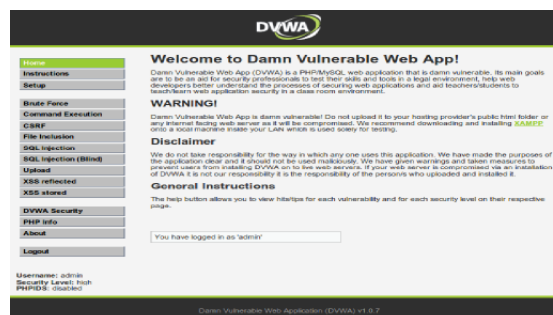 DVWA
Home
Instructions
Setup
Brute Force
Command Execution
CSRF
File Inclusion
SQL Injection
SQL Injection (Blind)
Upload
XSS reflected
XSS stored
DVWA Security
PHP Info
About
Logout
Welcome to Damn Vulnerable Web App!
Damn Vulnerable Web App (DVWA) is a PHP/MySQL web application that is damn vulnerable. Its main goals
are to be an aid for security professionals to test their skills and tools in a legal environment, help web
developers better understand the processes of securing web applications and aid teachers/students to
teach/learn web application security in a class room environment.
WARNING!
Damn Vulnerable Web App is damn vulnerable! Do not upload it to your hosting provider's public html folder or
any internet facing web server as it will be compromised. We recommend downloading and installing XAMPP
onto a local machine inside your LAN which is used solely for testing.
Disclaimer
We do not take responsibility for the way in which any one uses this application. We have made the purposes of
the application clear and it should not be used maliciously. We have given warnings and taken measures to
prevent users from installing DVWA on to live web servers. If your web server is compromised via an installation
of DVWA it is not our responsibility it is the responsibility of the person/s who uploaded and installed it.
General Instructions
The help button allows you to view hits/tips for each vulnerability and for each security level on their respective
page.
You have logged in as 'admin'
Username: admin
Security Level: high
PHPIDS: disabled
Damn Vulnerable Web Application (DVWA) v1.0.7